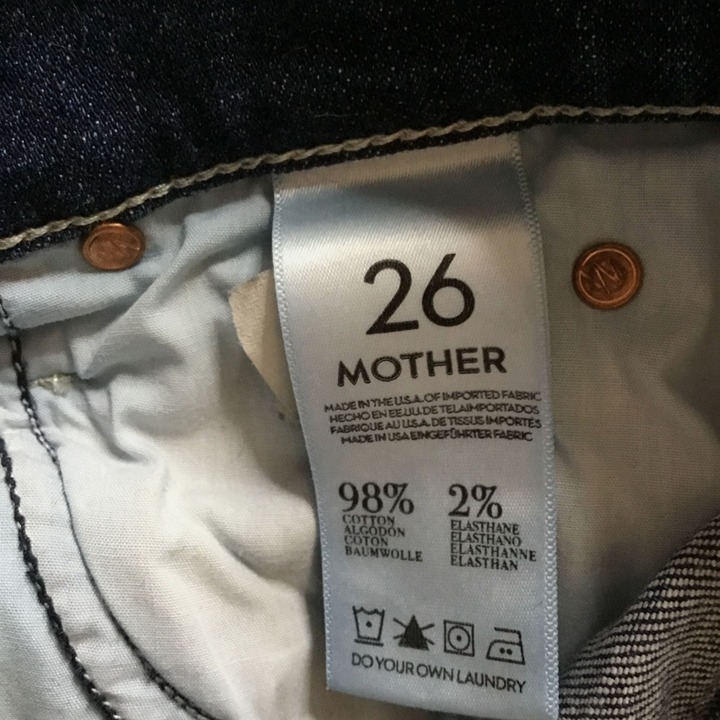 26
MOTHER
MADE IN THE U.S.A. OF IMPORTED FABRIC
HECHO EN EE.UU. DE TELA IMPORTADOS
FABRIQUE AU U.S.A. DE TISSUS IMPORTÉS
MADE IN USA EINGEFÜHRTER FABRIC
98% 2%
COTTON ELASTHANE
ALGODÓN ELASTHANO
COTON ELASTHANNE
BAUMWOLLE ELASTHAN
DO YOUR OWN LAUNDRY